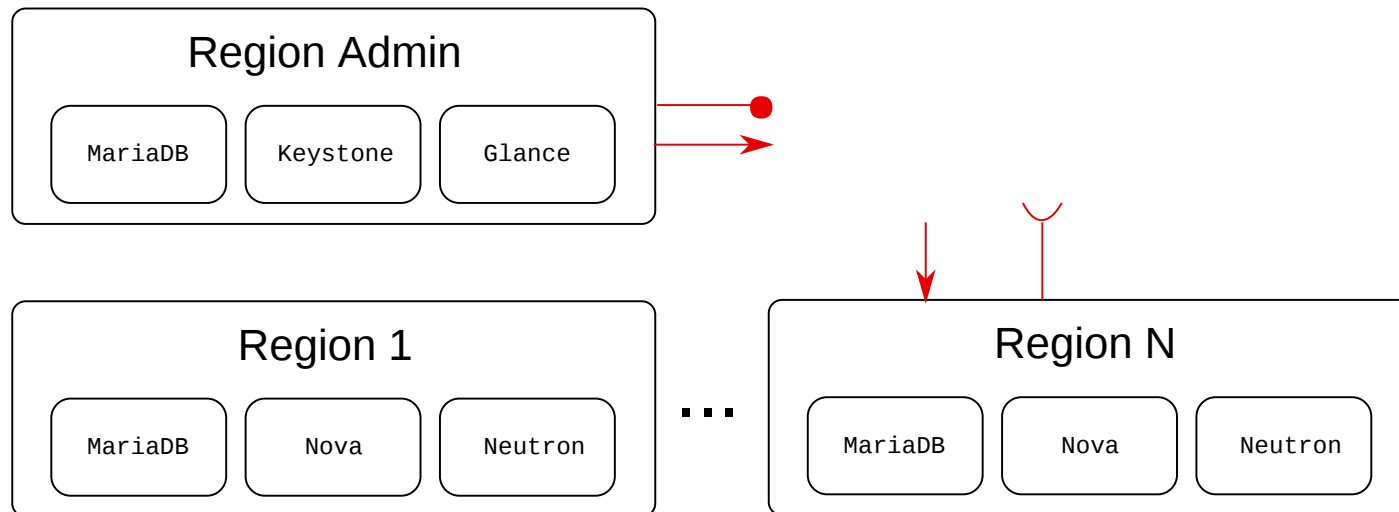 Region Admin
MariaDB Keystone Glance
Region 1
MariaDB Nova Neutron
...
Region N
MariaDB Nova Neutron